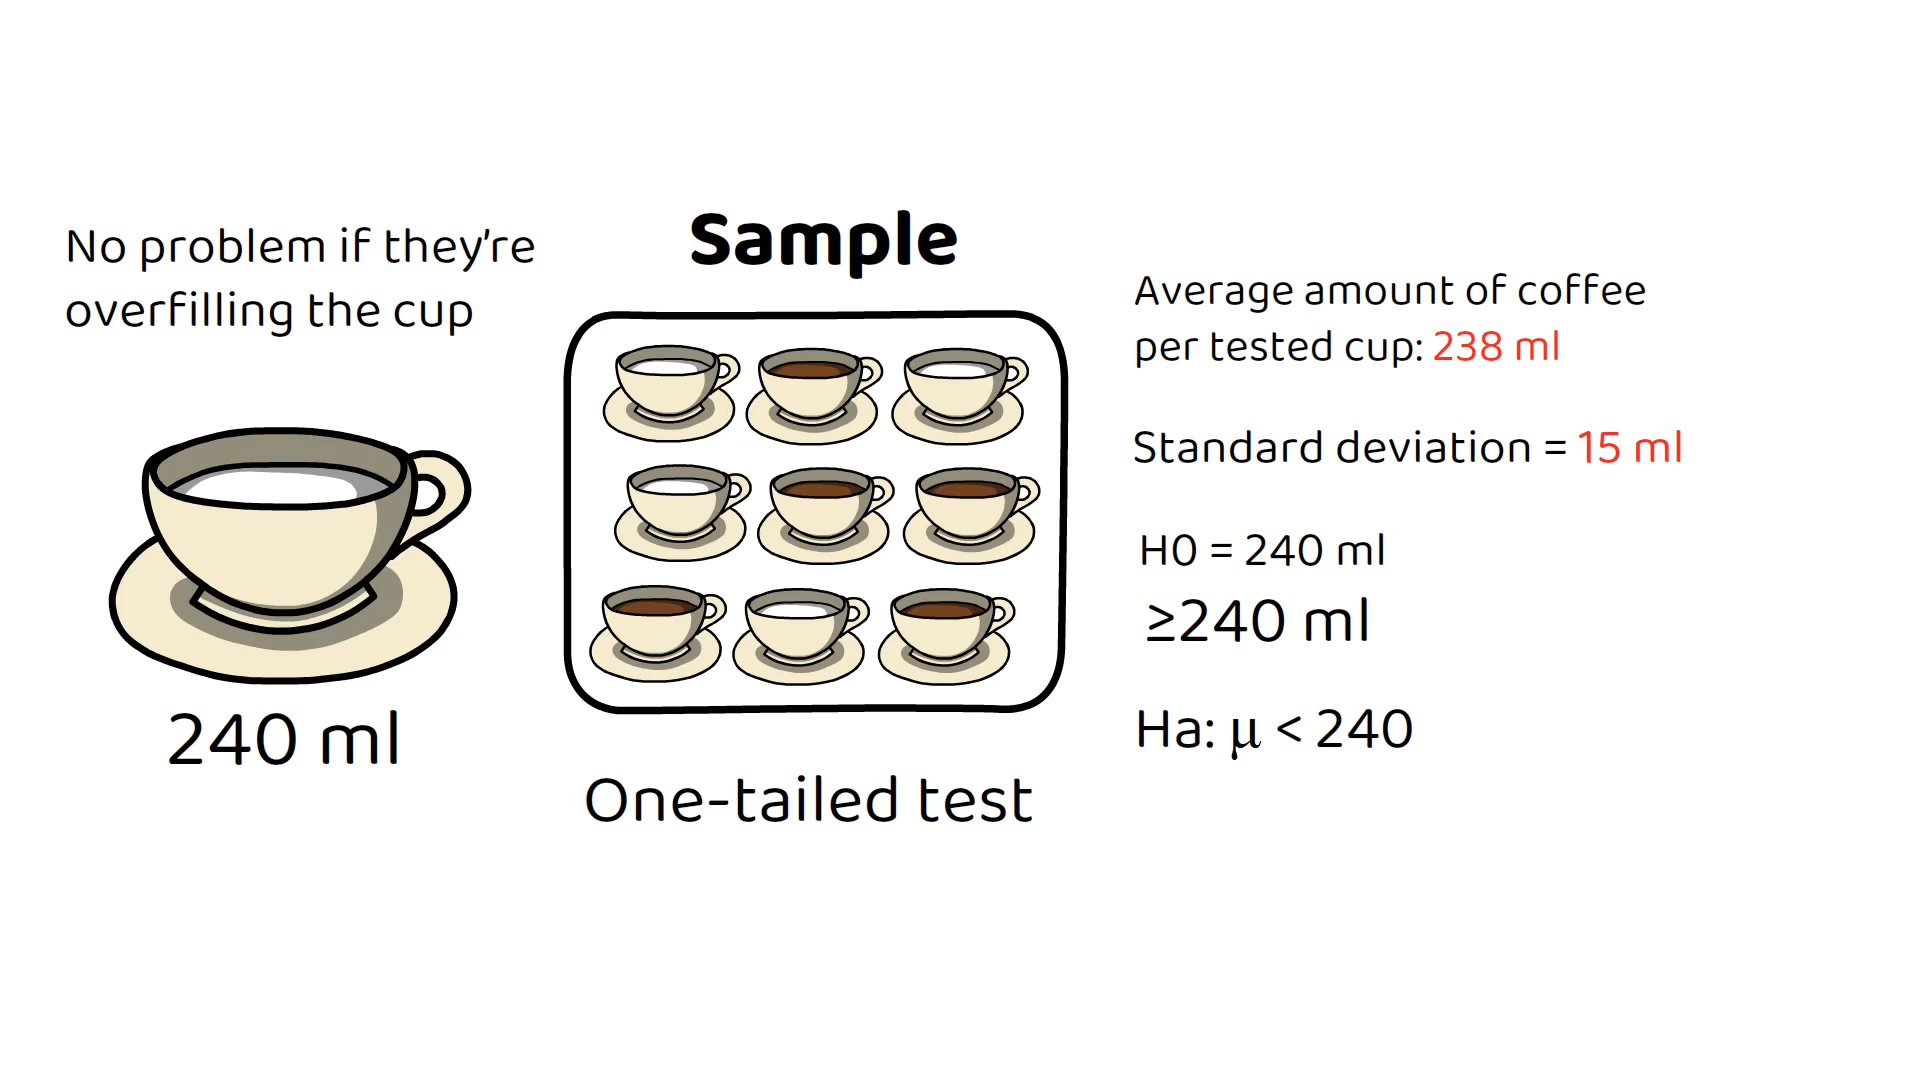 No problem if they're
overfilling the cup
240 ml
Sample
One-tailed test
Average amount of coffee
per tested cup: 238 ml
Standard deviation = 15 ml
H0 = 240 ml
≥240 ml
Ha: μ < 240